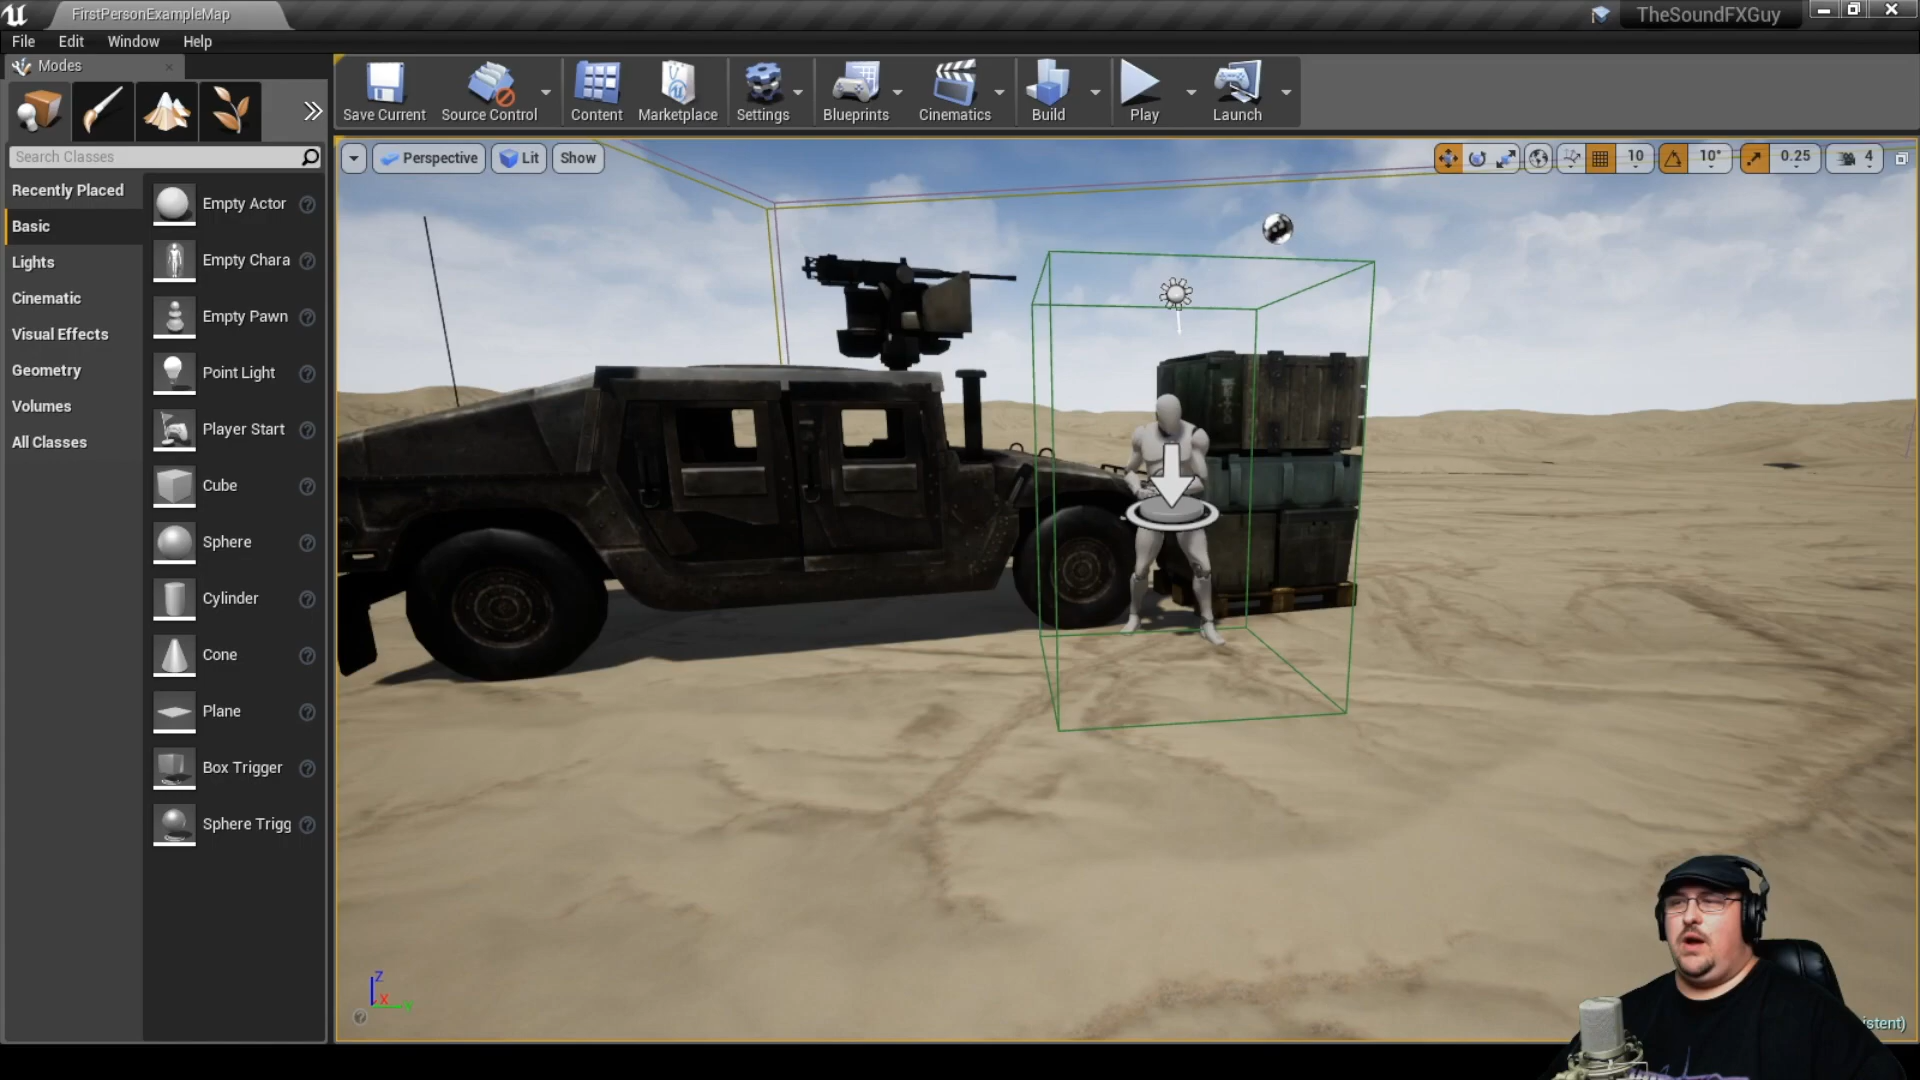 FirstPersonExampleMap
TheSoundFXGuy
File Edit Window Help
Modes
Save Current
Source Control
Content
Marketplace
Settings
Blueprints
Cinematics
Build
Play
Launch
Search Classes
Perspective
Lit
Show
10
10°
0.25
4
Recently Placed
Basic
Lights
Cinematic
Visual Effects
Geometry
Volumes
All Classes
Empty Actor
Empty Chara
Empty Pawn
Point Light
Player Start
Cube
Sphere
Cylinder
Cone
Plane
Box Trigger
Sphere Trigg
Z
X
Y
istent)